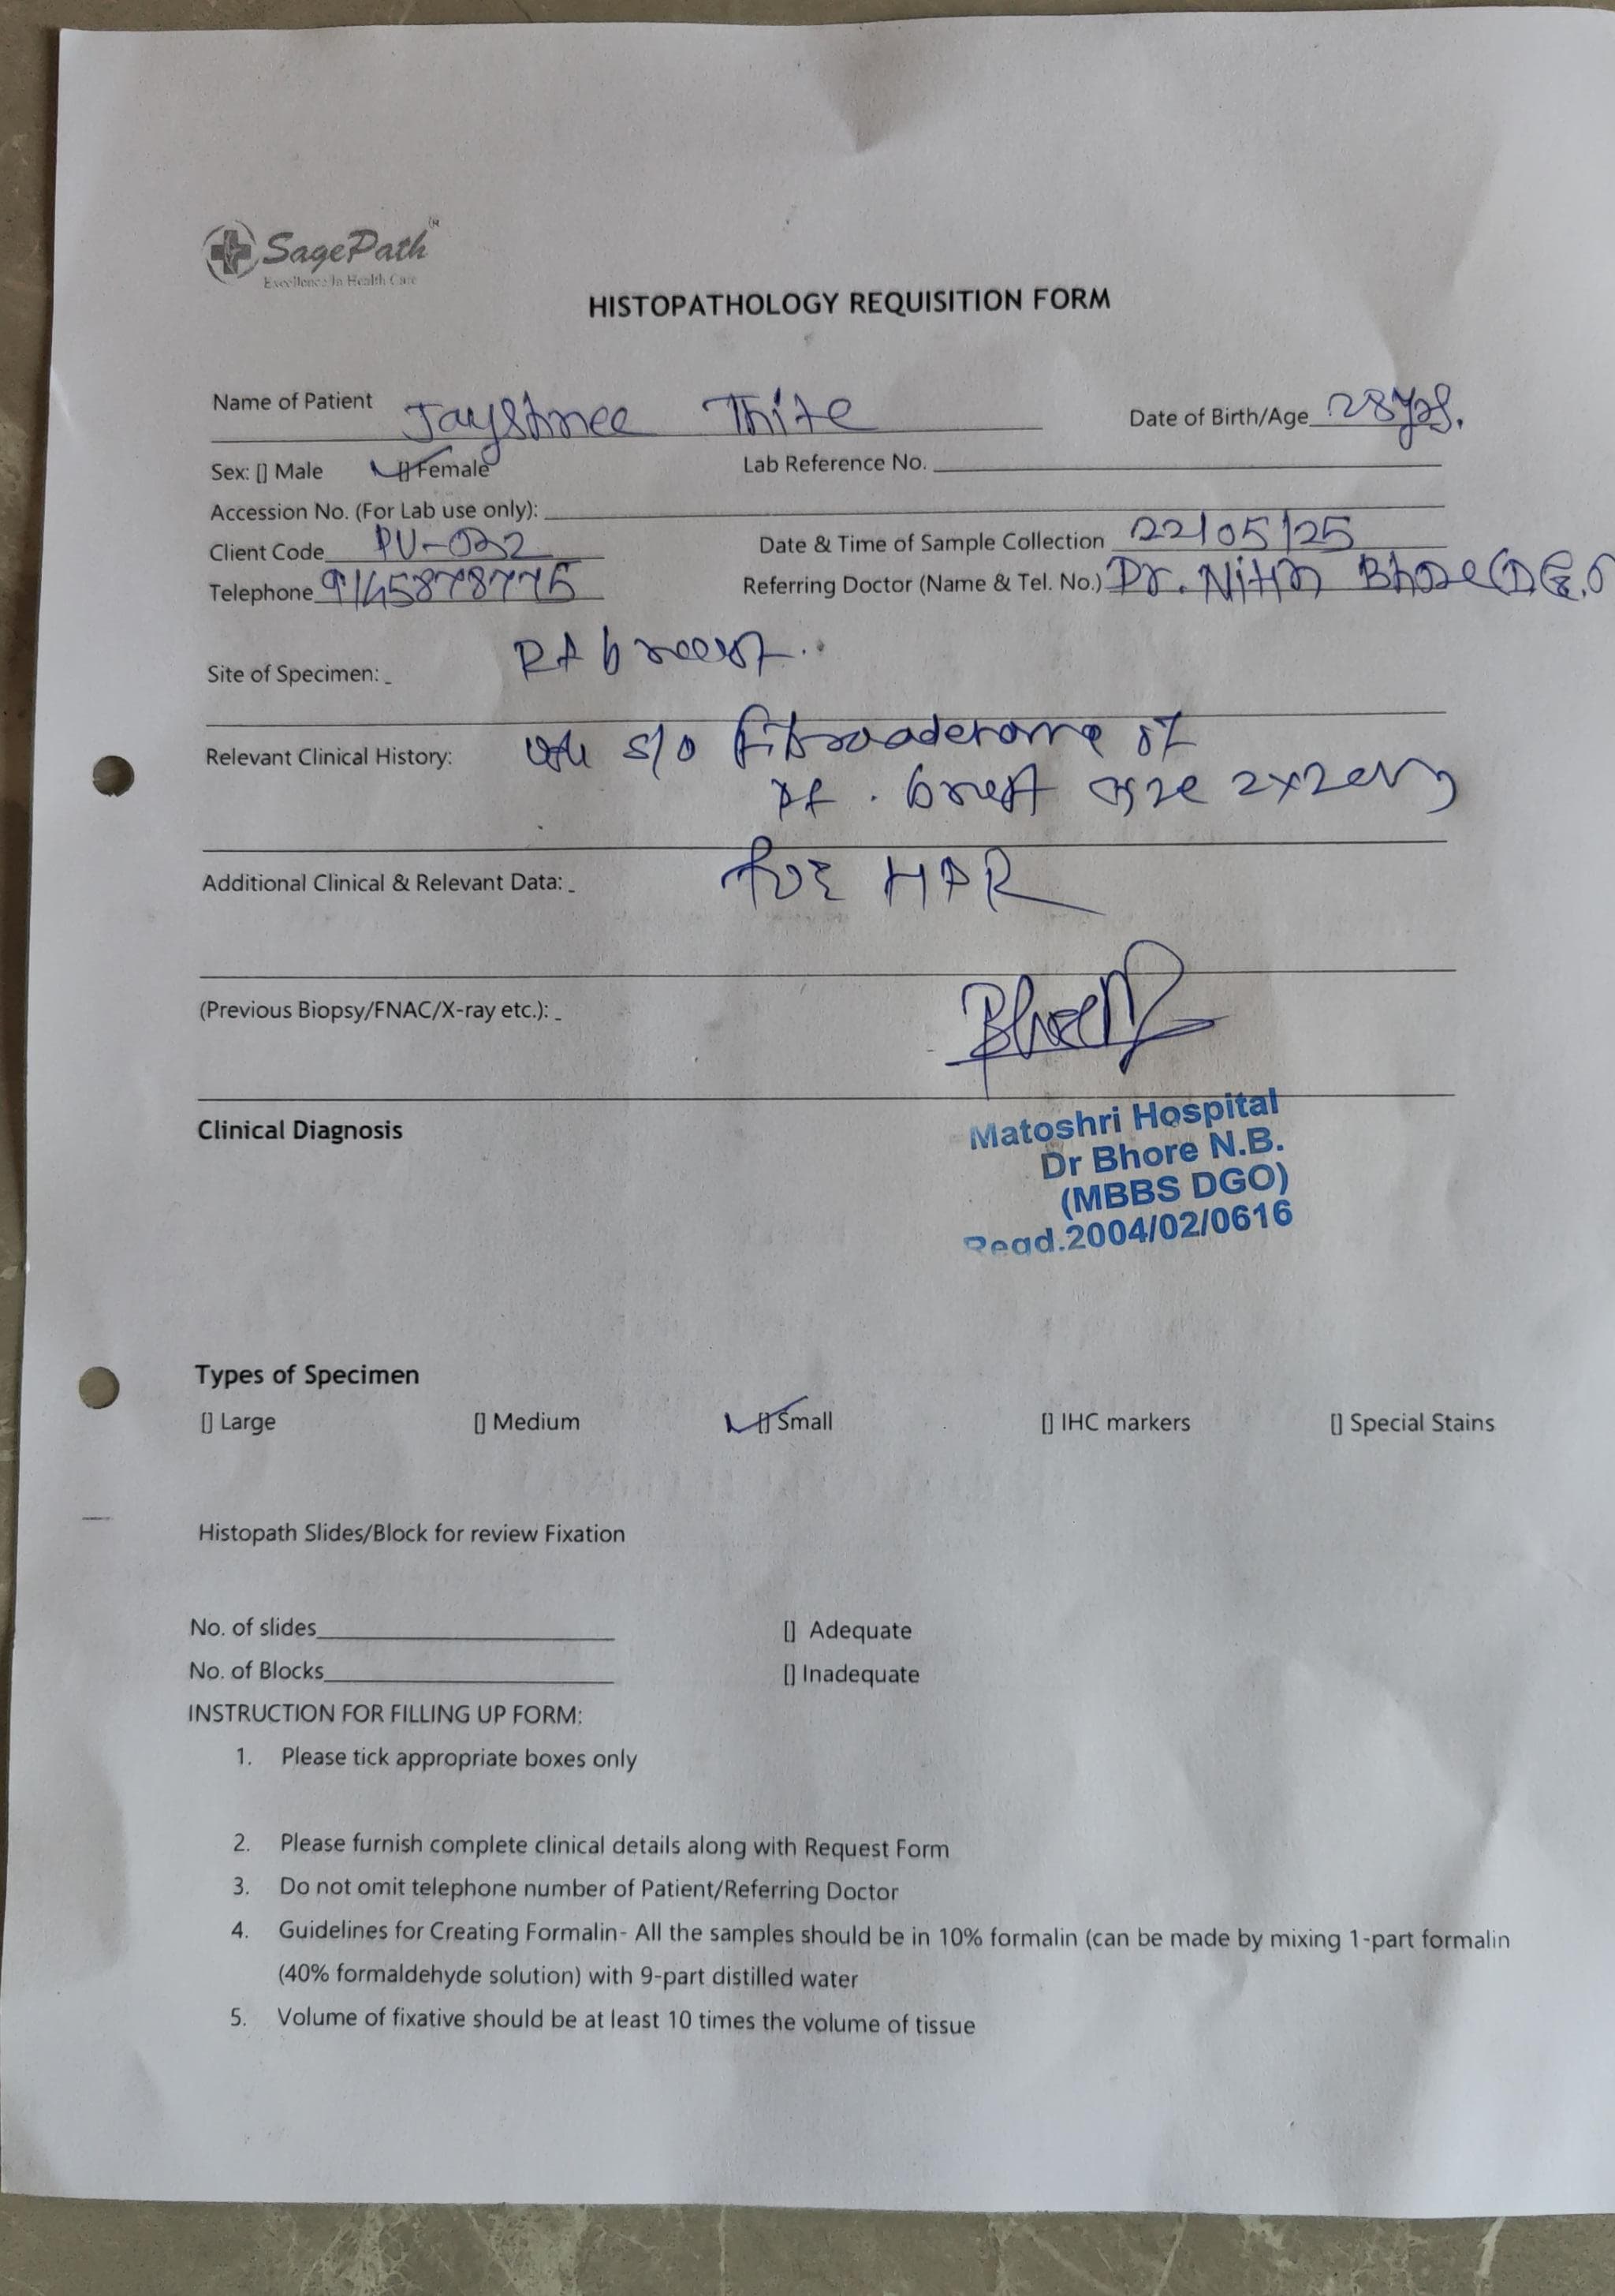 SagePath
Excellence In Health Care
HISTOPATHOLOGY REQUISITION FORM
Name of Patient Jayshree Thite Date of Birth/Age 28yrs.
Sex: [] Male [] Female Lab Reference No.
Accession No. (For Lab use only):
Client Code PU-022 Date & Time of Sample Collection 22/05/25
Telephone Referring Doctor (Name & Tel. No.) Dr. Nitin Bhore
Site of Specimen: Rt breast.
Relevant Clinical History: s/o fibroadenoma of
rt. breast size 2x2cm
for HPR
Additional Clinical & Relevant Data:
(Previous Biopsy/FNAC/X-ray etc.):
Clinical Diagnosis
Matoshri Hospital
Dr Bhore N.B.
(MBBS DGO)
Regd.2004/02/0616
Types of Specimen
[] Large [] Medium [] Small [] IHC markers [] Special Stains
Histopath Slides/Block for review Fixation
No. of slides [] Adequate
No. of Blocks [] Inadequate
INSTRUCTION FOR FILLING UP FORM:
1. Please tick appropriate boxes only
2. Please furnish complete clinical details along with Request Form
3. Do not omit telephone number of Patient/Referring Doctor
4. Guidelines for Creating Formalin- All the samples should be in 10% formalin (can be made by mixing 1-part formalin
(40% formaldehyde solution) with 9-part distilled water
5. Volume of fixative should be at least 10 times the volume of tissue